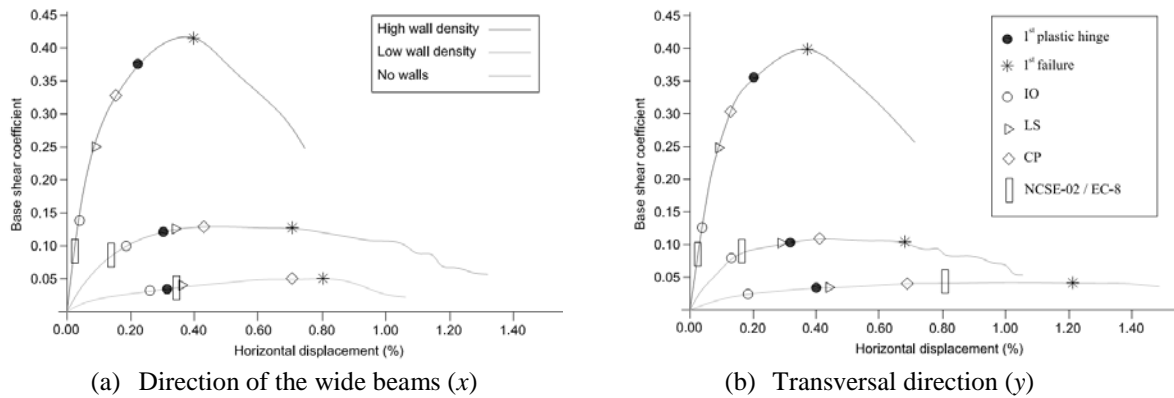 0.45
0.40
0.35
0.30
0.25
0.20
0.15
0.10
0.05
Base shear coefficient
0.00 0.20 0.40 0.60 0.80 1.00 1.20 1.40
Horizontal displacement (%)
High wall density
Low wall density
No walls
(a) Direction of the wide beams (x)
0.45
0.40
0.35
0.30
0.25
0.20
0.15
0.10
0.05
Base shear coefficient
0.00 0.20 0.40 0.60 0.80 1.00 1.20 1.40
Horizontal displacement (%)
1st plastic hinge
1st failure
IO
LS
CP
NCSE-02 / EC-8
(b) Transversal direction (y)